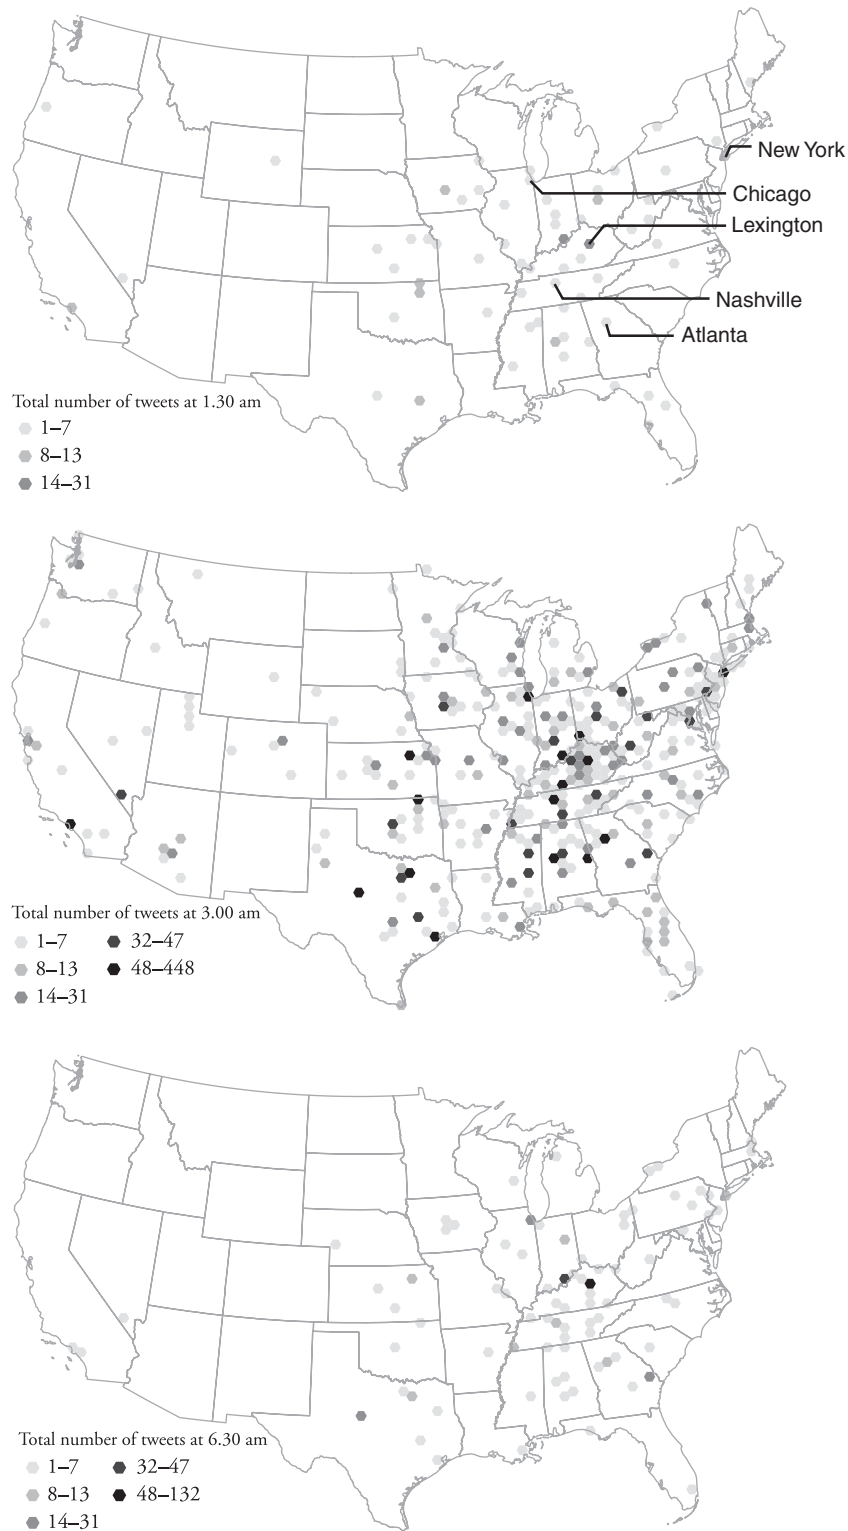 New York
Chicago
Lexington
Nashville
Atlanta
Total number of tweets at 1.30 am
1–7
8–13
14–31
Total number of tweets at 3.00 am
1–7 32–47
8–13 48–448
14–31
Total number of tweets at 6.30 am
1–7 32–47
8–13 48–132
14–31